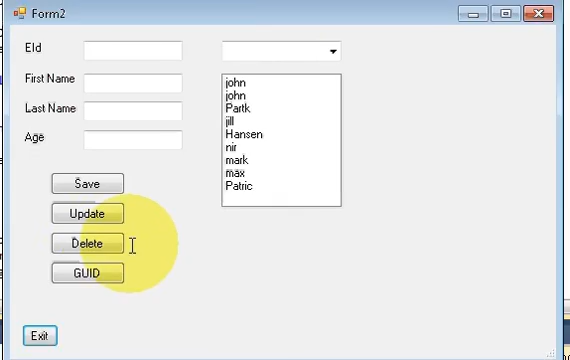 Form2
EId
First Name
Last Name
Age
john
john
Partk
jill
Hansen
nir
mark
max
Patric
Save
Update
Delete
GUID
Exit